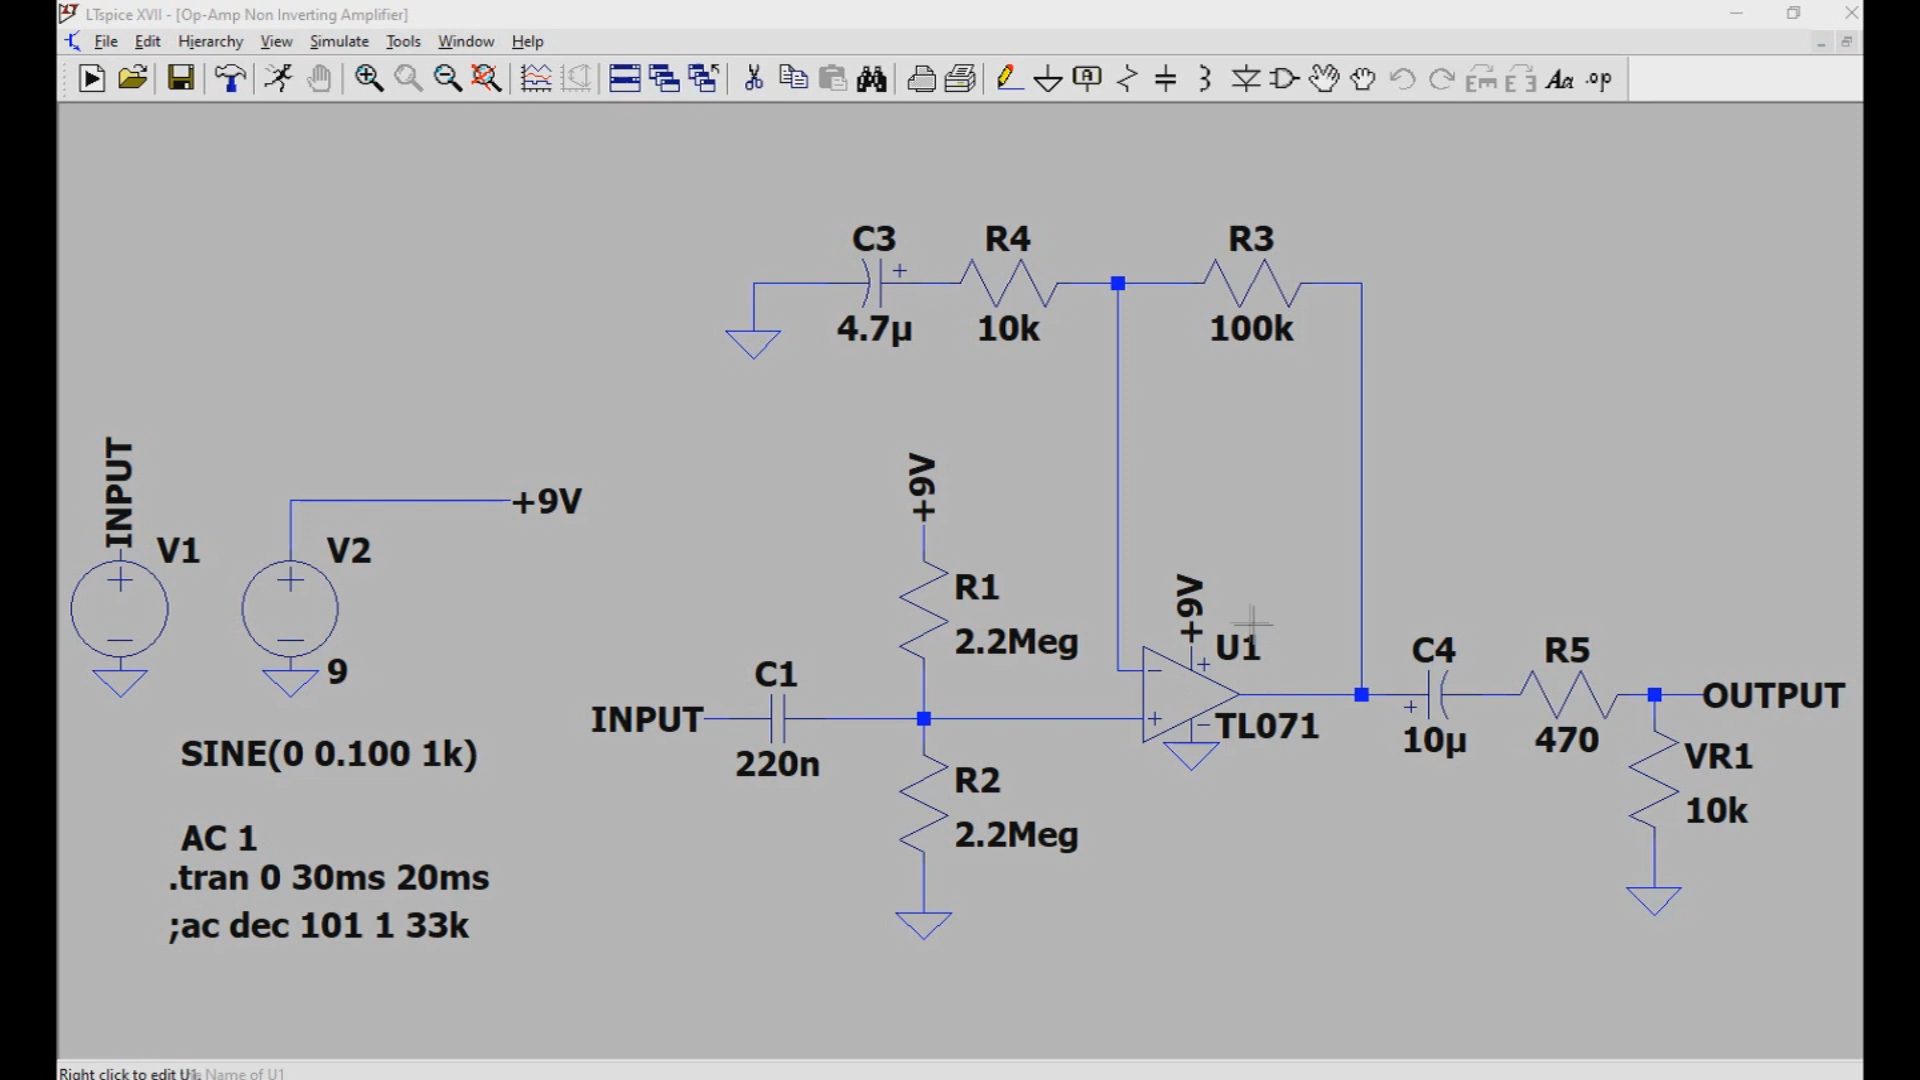 LTspice XVII - [Op-Amp Non Inverting Amplifier]
File Edit Hierarchy View Simulate Tools Window Help
A
Aa .op
C3 R4 R3
+
4.7µ 10k 100k
INPUT
+9V
V1
V2
9
+9V
R1
2.2Meg
+9V
U1
TL071
C1
INPUT
220n
R2
2.2Meg
C4 R5
OUTPUT
+
10µ 470
VR1
10k
SINE(0 0.100 1k)
AC 1
.tran 0 30ms 20ms
;ac dec 101 1 33k
Right click to edit U1. Name of U1